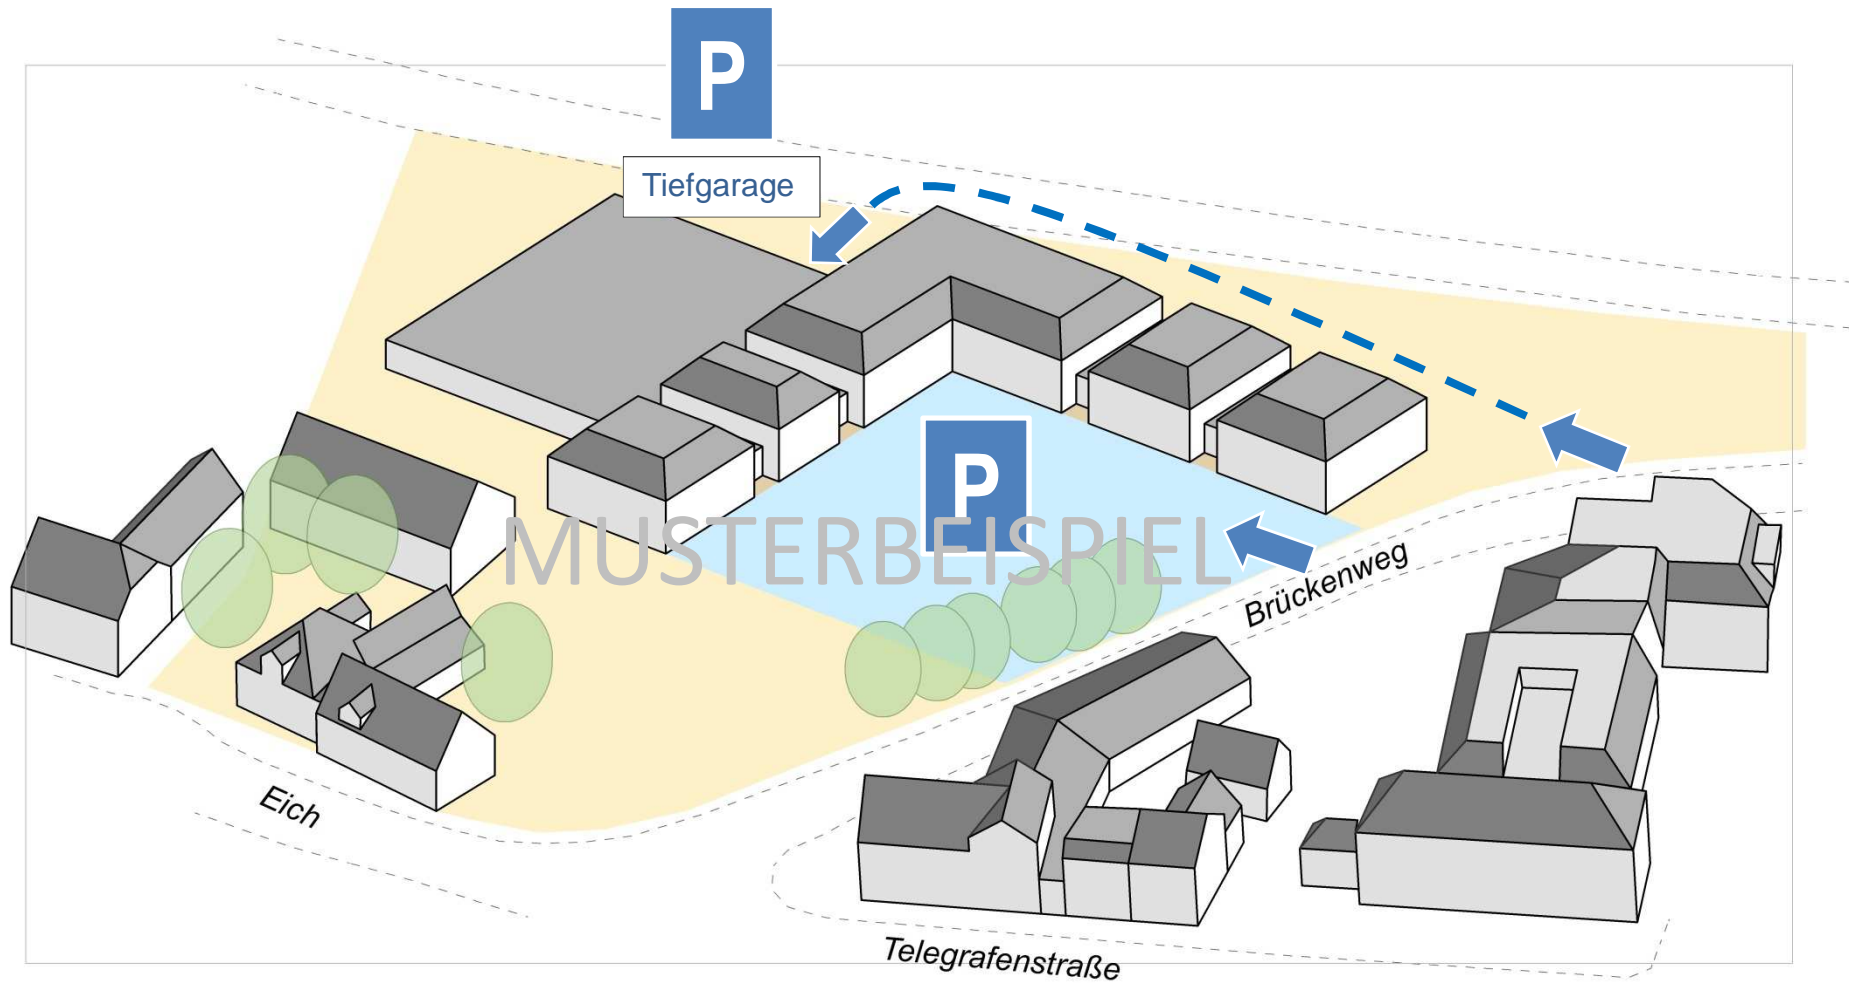 P
Tiefgarage
P
MUSTERBEISPIEL
Brückenweg
Eich
Telegrafenstraße